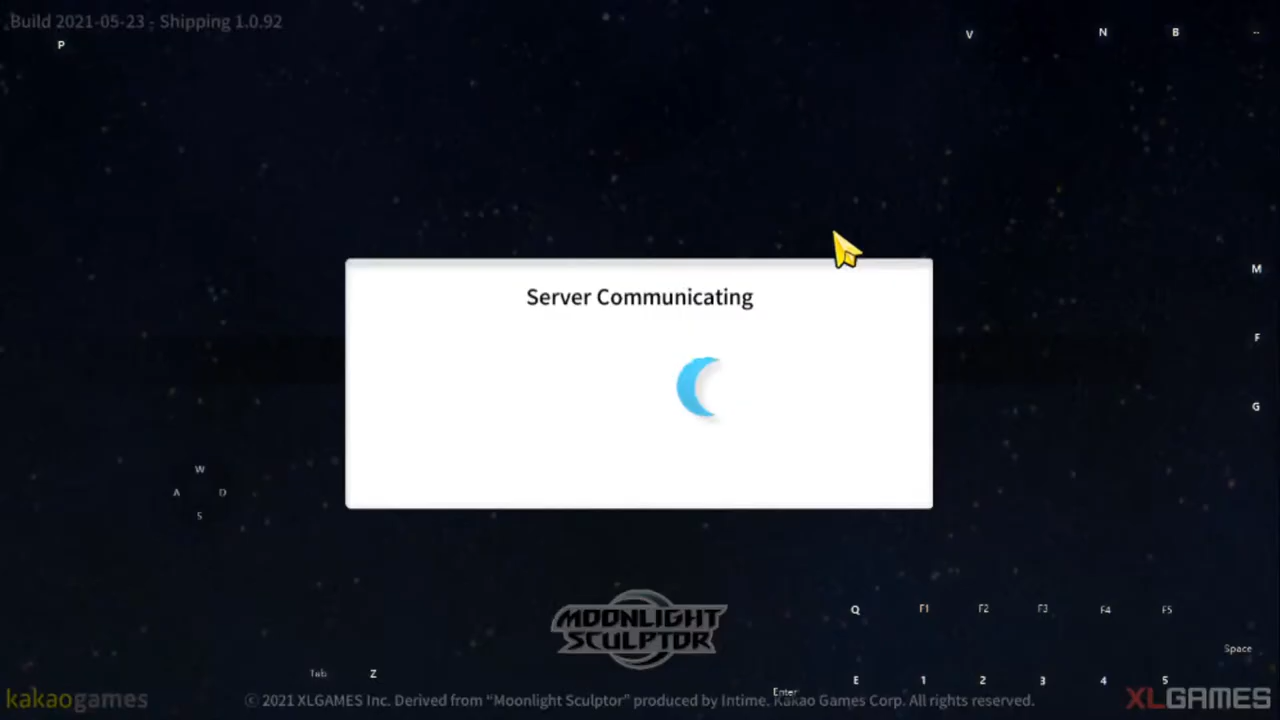 Build 2021-05-23 - Shipping 1.0.92
P
V
N
B
M
F
G
Server Communicating
W
A
D
S
MOONLIGHT
SCULPTOR
Q
F1
F2
F3
F4
F5
Space
Tab
Z
E
1
2
3
4
5
Enter
kakaogames
© 2021 XLGAMES Inc. Derived from “Moonlight Sculptor” produced by Intime. Kakao Games Corp. All rights reserved.
XLGAMES